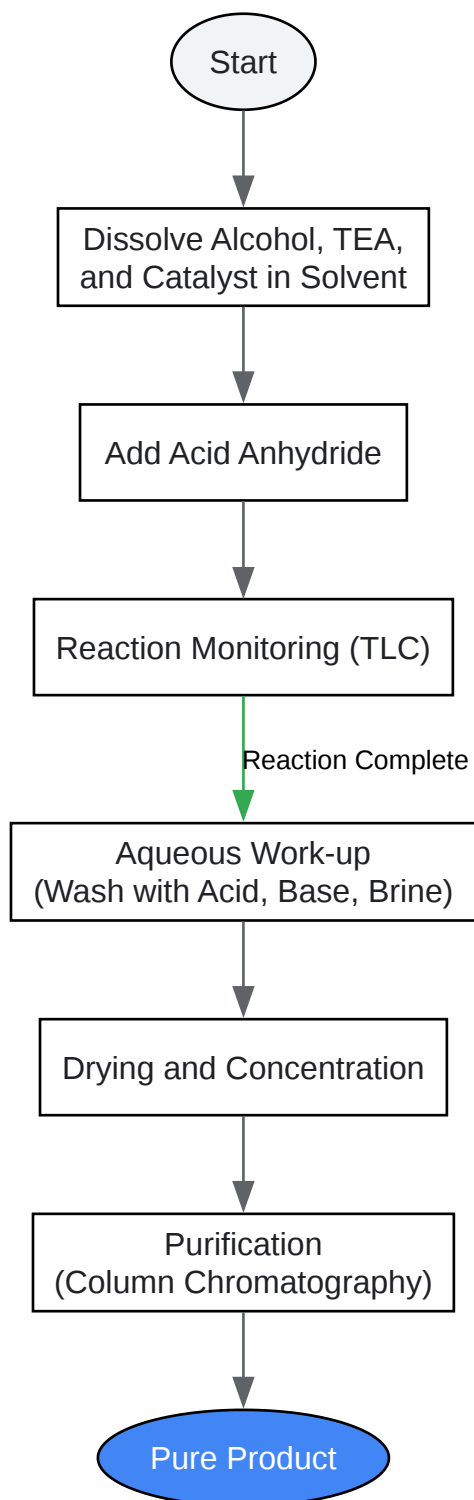 Start
Dissolve Alcohol, TEA,
and Catalyst in Solvent
Add Acid Anhydride
Reaction Monitoring (TLC)
Reaction Complete
Aqueous Work-up
(Wash with Acid, Base, Brine)
Drying and Concentration
Purification
(Column Chromatography)
Pure Product